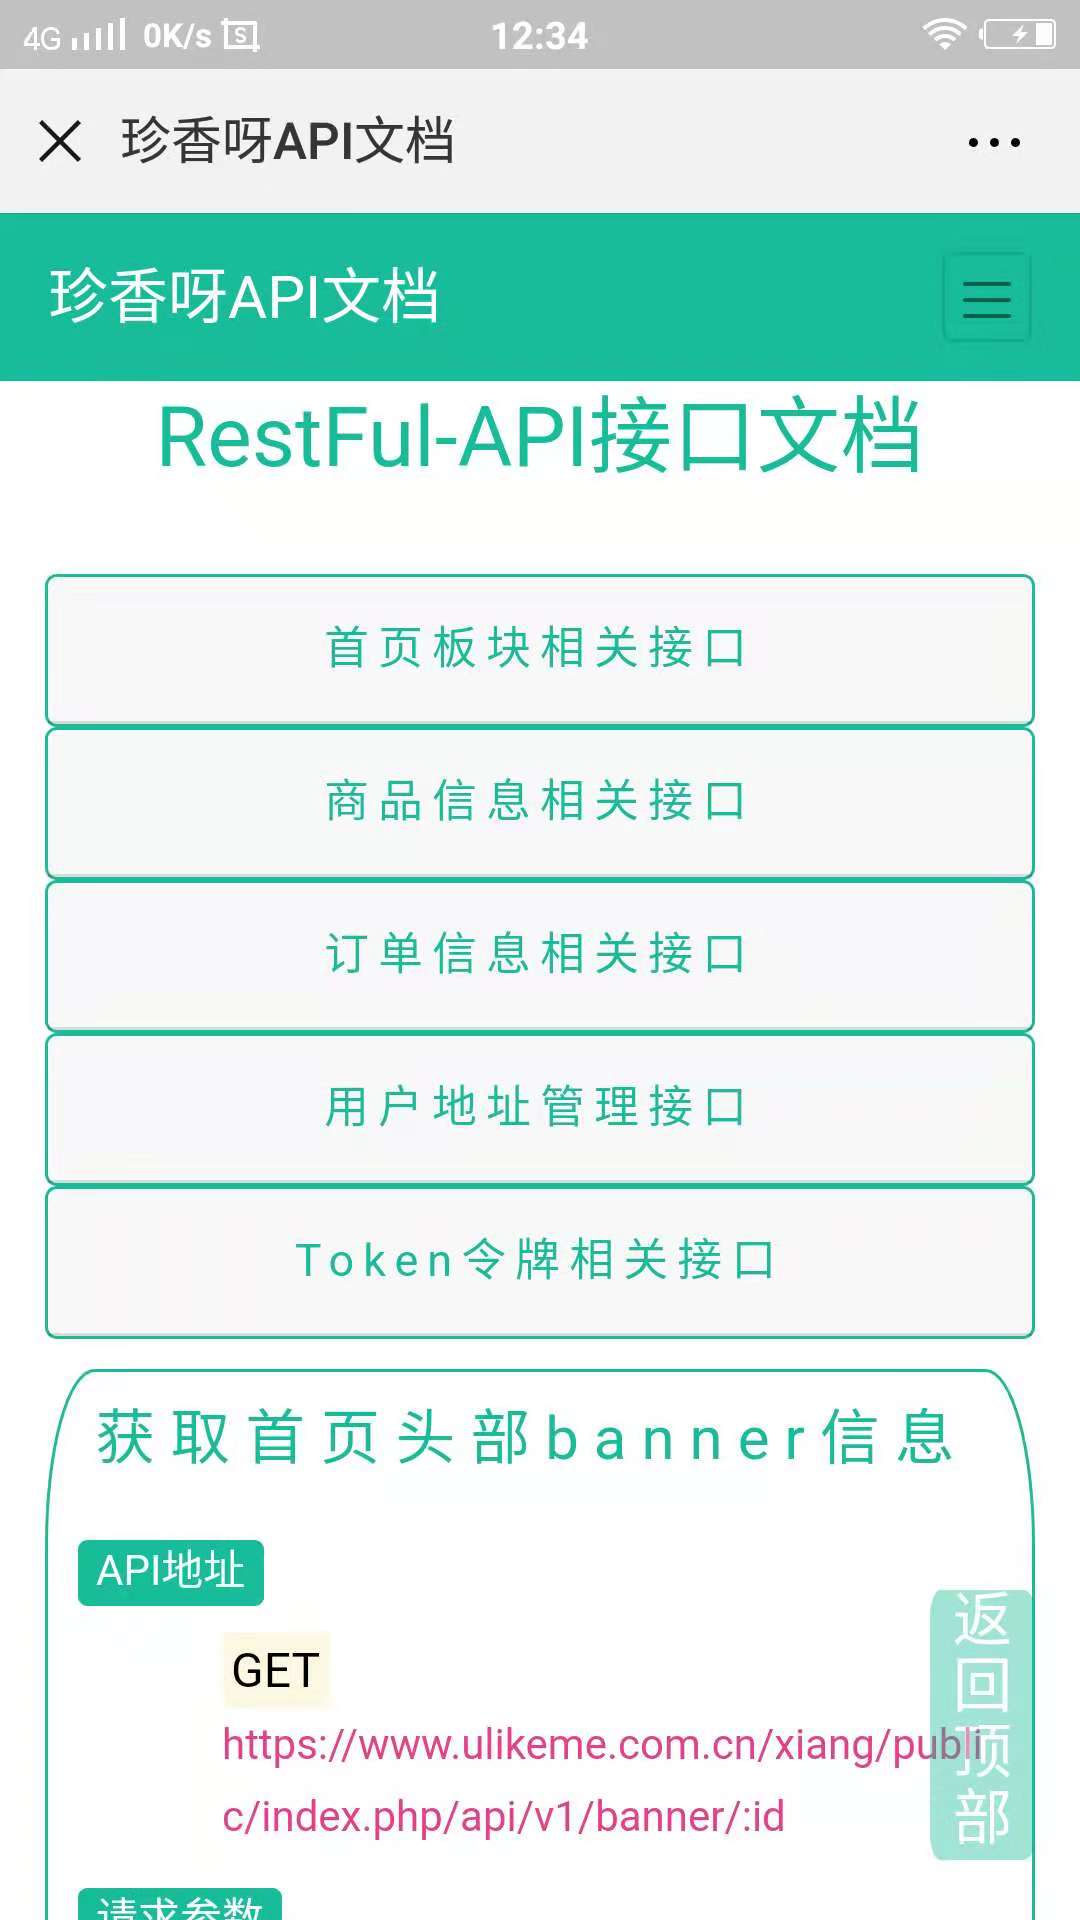 4G 0K/s S 12:34
珍香呀API文档
珍香呀API文档
RestFul-API接口文档
首页板块相关接口
商品信息相关接口
订单信息相关接口
用户地址管理接口
Token令牌相关接口
获取首页头部banner信息
API地址
GET
https://www.ulikeme.com.cn/xiang/publi
c/index.php/api/v1/banner/:id
返回顶部
请求参数